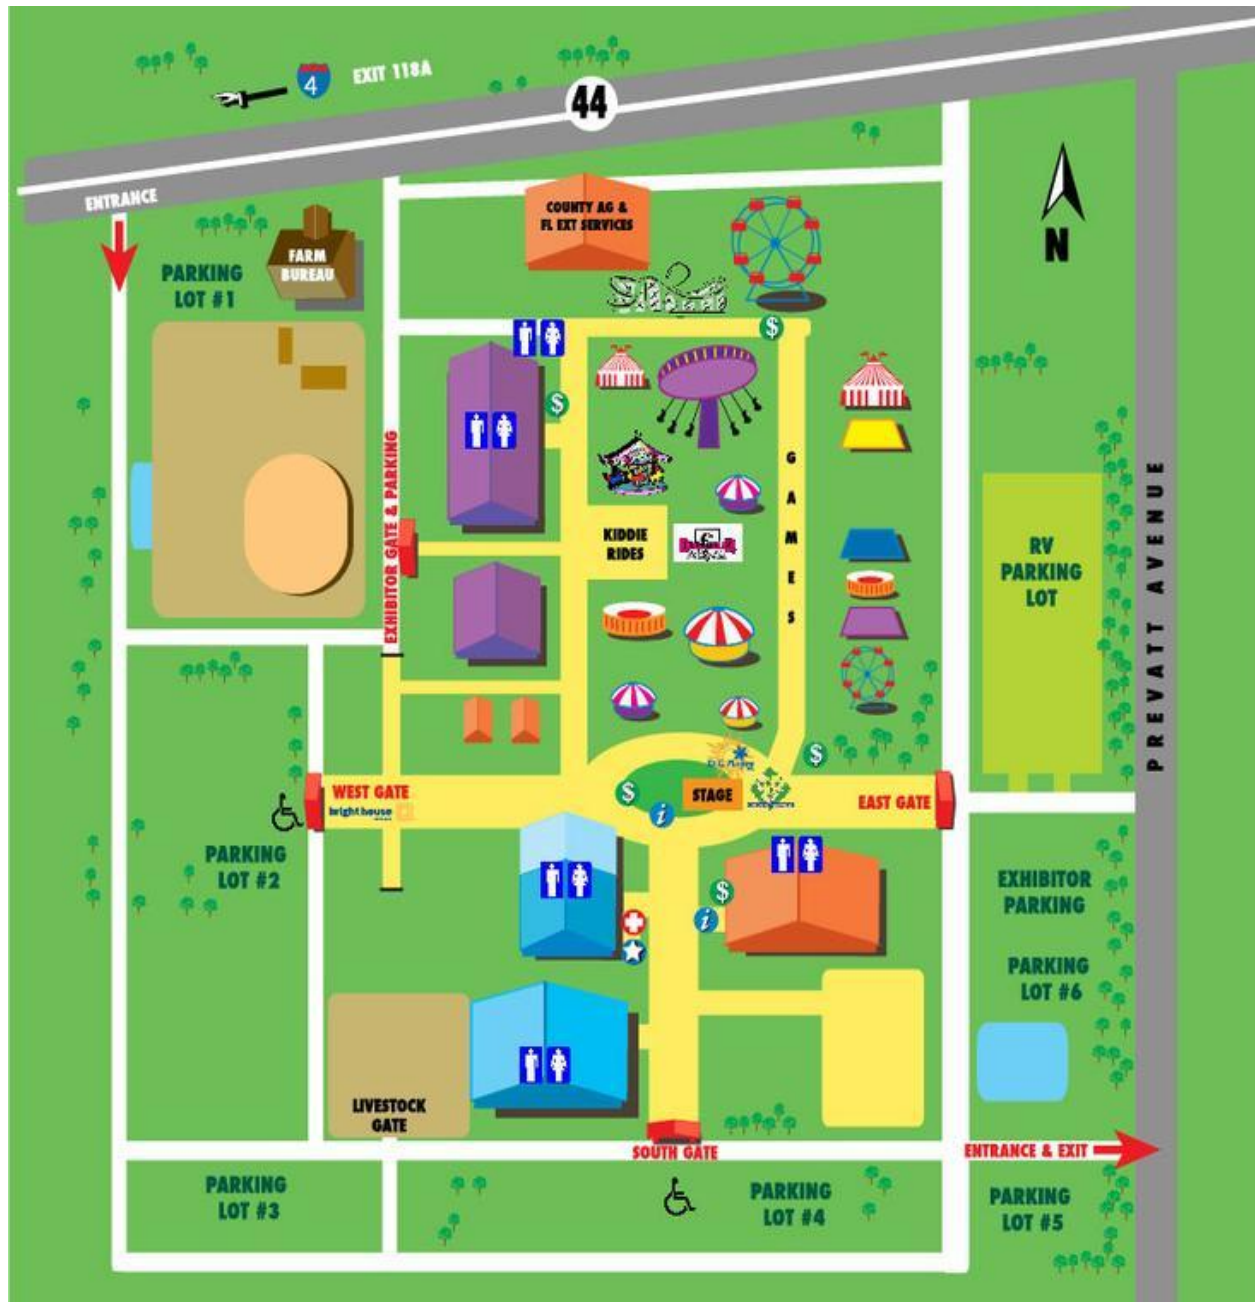 4
EXIT 118A
44
ENTRANCE
COUNTY AG &
FL EXT SERVICES
FARM
BUREAU
PARKING
LOT #1
N
$
$
EXHIBITOR GATE & PARKING
GAMES
KIDDIE
RIDES
RV
PARKING
LOT
PREVATT AVENUE
$
WEST GATE
bright house
$
i
STAGE
EAST GATE
PARKING
LOT #2
$
i
EXHIBITOR
PARKING
PARKING
LOT #6
LIVESTOCK
GATE
SOUTH GATE
ENTRANCE & EXIT
PARKING
LOT #3
PARKING
LOT #4
PARKING
LOT #5